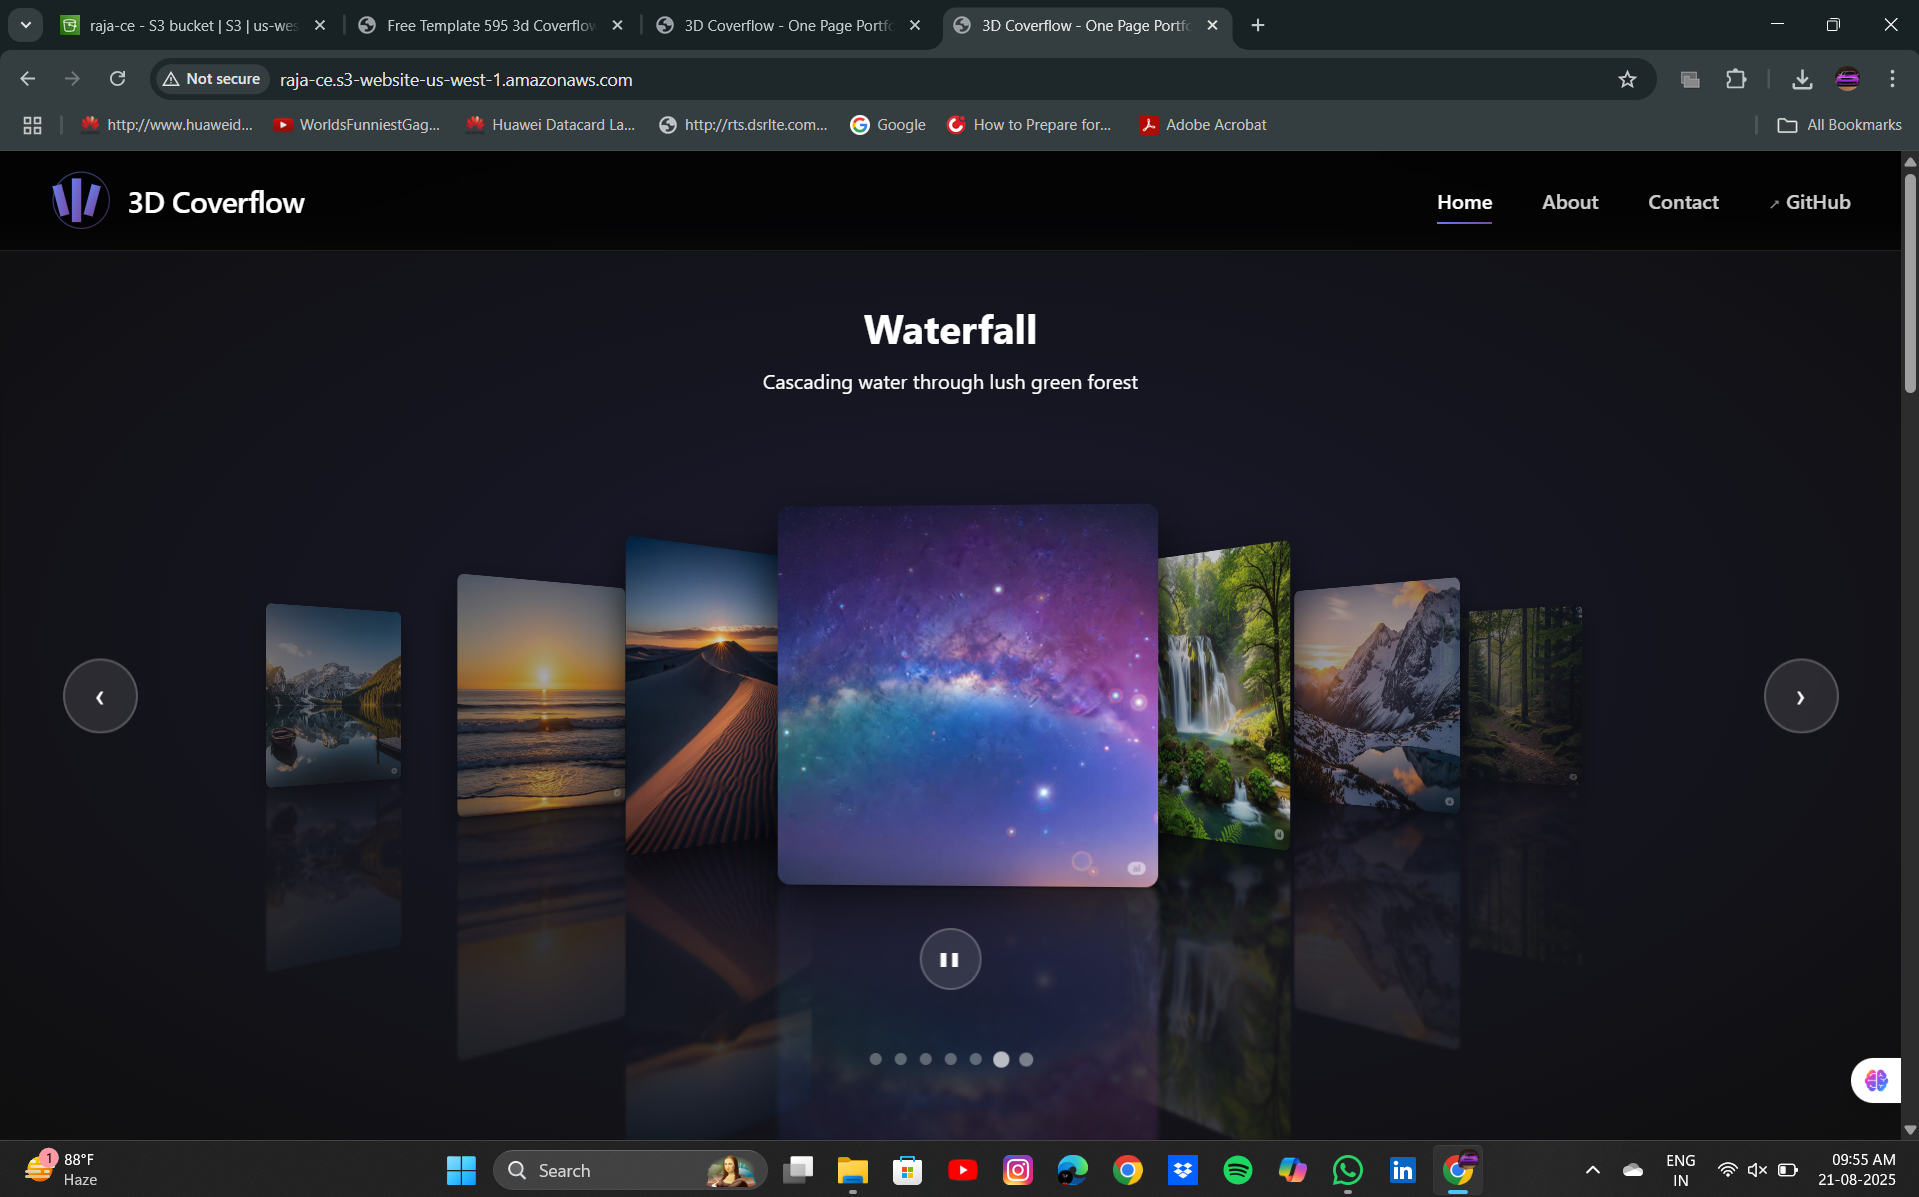 raja-ce - S3 bucket | S3 | us-wes
Free Template 595 3d Coverflow
3D Coverflow - One Page Portfo
3D Coverflow - One Page Portfo
Not secure
raja-ce.s3-website-us-west-1.amazonaws.com
http://www.huaweid...
WorldsFunniestGag...
Huawei Datacard La...
http://rts.dsrlte.com...
Google
How to Prepare for...
Adobe Acrobat
All Bookmarks
3D Coverflow
Home
About
Contact
↗ GitHub
Waterfall
Cascading water through lush green forest
1
88°F
Haze
Search
ENG
IN
09:55 AM
21-08-2025